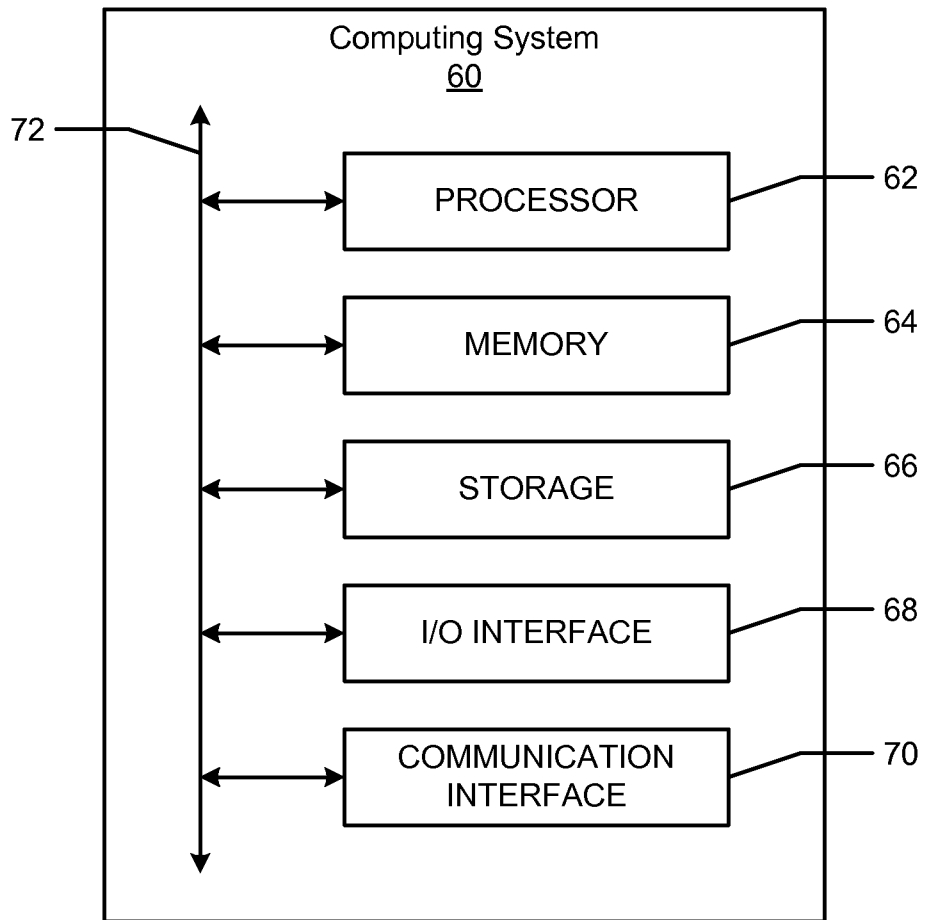 Computing System
60
72
PROCESSOR
62
MEMORY
64
STORAGE
66
I/O INTERFACE
68
COMMUNICATION
INTERFACE
70